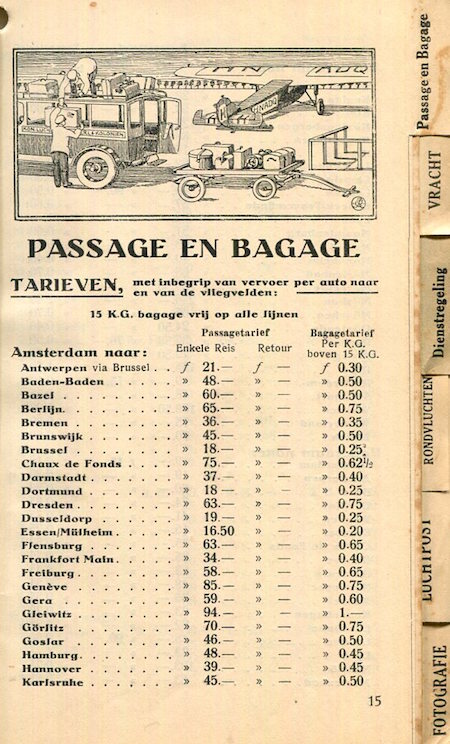 H-N ADQ
H-NADQ
KON. LUC
R. & KOLONIEN
PASSAGE EN BAGAGE
TARIEVEN, met inbegrip van vervoer per auto naar
en van de vliegvelden:
15 K.G. bagage vrij op alle lijnen
Passagetarief Bagagetarief
Amsterdam naar: Enkele Reis Retour Per K.G. boven 15 K.G.
Antwerpen via Brussel . . ƒ 21.— ƒ — ƒ 0.30
Baden-Baden . . . . . . . » 48.— » — » 0.50
Bazel . . . . . . . » 60.— » — » 0.50
Berlijn. . . . . . . » 65.— » — » 0.75
Bremen . . . . . . . » 36.— » — » 0.35
Brunswijk . . . . . . . » 45.— » — » 0.50
Brussel . . . . . . . » 18.— » — » 0.25
Chaux de Fonds . . . . . . . » 75.— » — » 0.62½
Darmstadt . . . . . . . » 37.— » — » 0.40
Dortmund . . . . . . . » 18 — » — » 0.25
Dresden . . . . . . . » 63.— » — » 0.75
Dusseldorp . . . . . . . » 19.— » — » 0.25
Essen/Mülheim. . . . . . . » 16.50 » — » 0.20
Flensburg . . . . . . . » 63.— » — » 0.65
Frankfort Main. . . . . . . » 34.— » — » 0.40
Freiburg . . . . . . . » 58.— » — » 0.65
Genève . . . . . . . » 85.— » — » 0.75
Gera . . . . . . . » 59.— » — » 0.60
Gleiwitz . . . . . . . » 94.— » — » 1.—
Görlitz . . . . . . . » 70.— » — » 0.75
Goslar . . . . . . . » 46.— » — » 0.50
Hamburg. . . . . . . » 48.— » — » 0.45
Hannover . . . . . . . » 39.— » — » 0.45
Karlsruhe . . . . . . . » 45.— » — » 0.50
15
Passage en Bagage
VRACHT
Dienstregeling
RONDVLUCHTEN
LUCHTPOST
FOTOGRAFIE